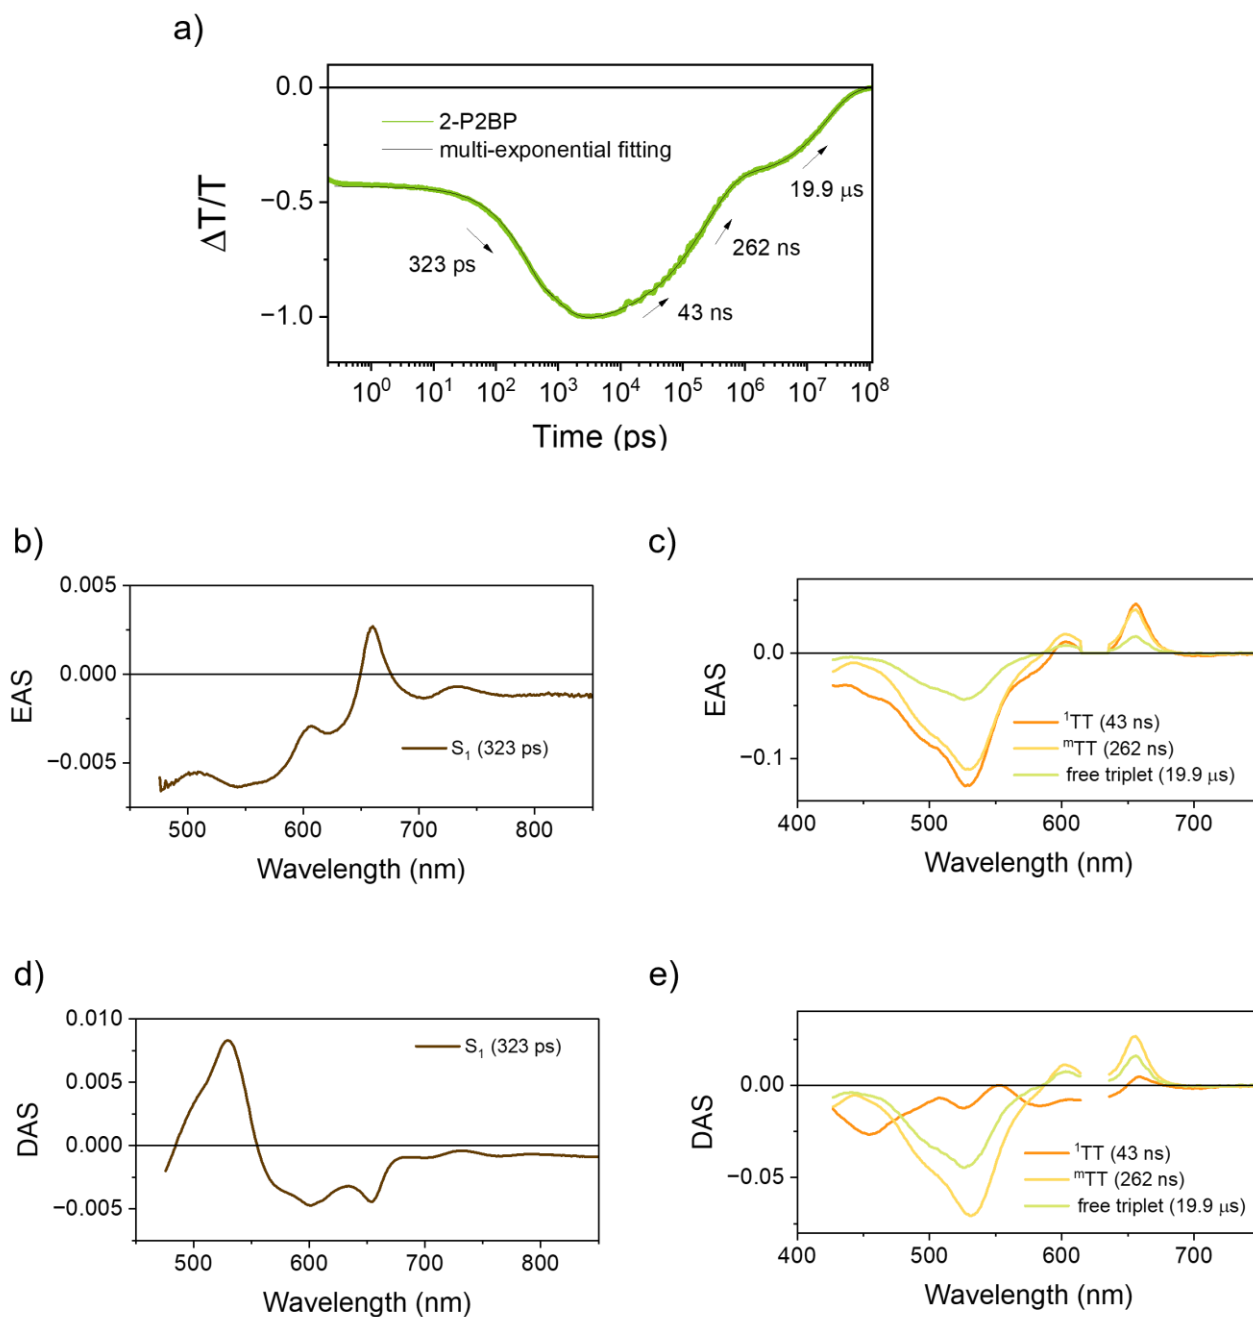 a)
ΔT/T
0.0
−0.5
−1.0
2-P2BP
multi-exponential fitting
323 ps
43 ns
262 ns
19.9 μs
10⁰ 10¹ 10² 10³ 10⁴ 10⁵ 10⁶ 10⁷ 10⁸
Time (ps)
b)
EAS
0.005
0.000
−0.005
S₁ (323 ps)
500 600 700 800
Wavelength (nm)
c)
EAS
0.0
−0.1
¹TT (43 ns)
ᵐTT (262 ns)
free triplet (19.9 μs)
400 500 600 700
Wavelength (nm)
d)
DAS
0.010
0.005
0.000
−0.005
S₁ (323 ps)
500 600 700 800
Wavelength (nm)
e)
DAS
0.00
−0.05
¹TT (43 ns)
ᵐTT (262 ns)
free triplet (19.9 μs)
400 500 600 700
Wavelength (nm)